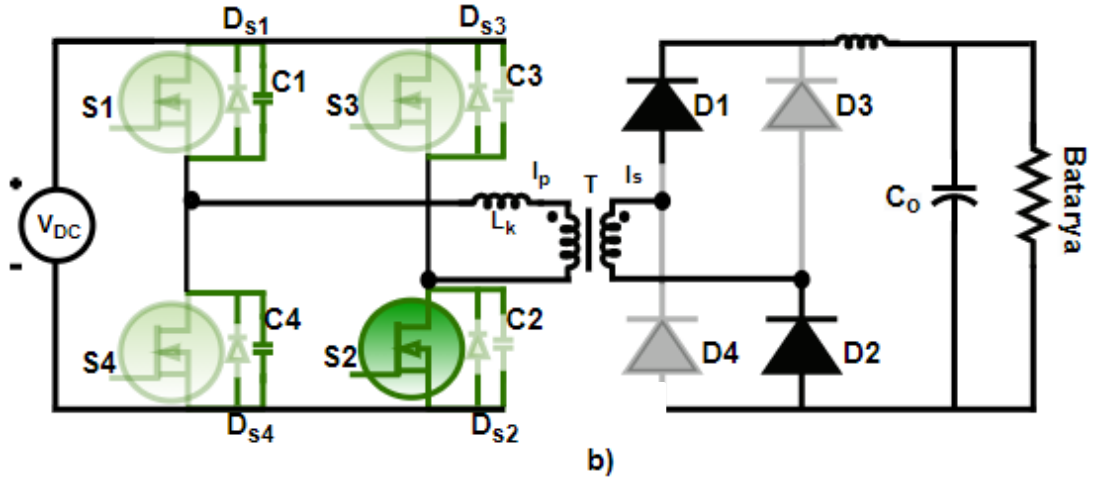 Ds1
Ds3
S1
C1
S3
C3
D1
D3
+
VDC
-
Ip
T
Is
Lk
Co
Batarya
S4
C4
S2
C2
D4
D2
Ds4
Ds2
b)